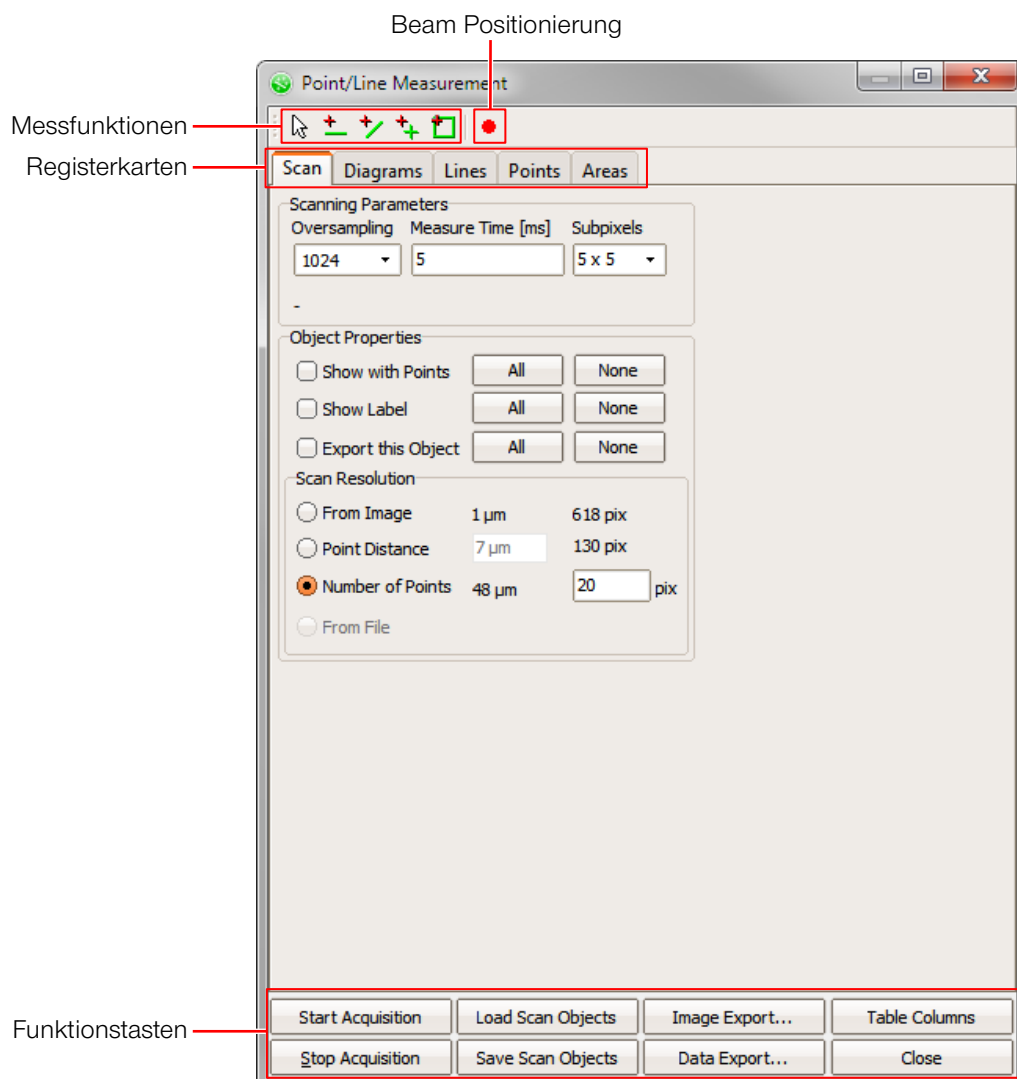 Beam Positionierung
Point/Line Measurement
Messfunktionen
Registerkarten
Scan Diagrams Lines Points Areas
Scanning Parameters
Oversampling Measure Time [ms] Subpixels
1024 5 5 x 5
-
Object Properties
Show with Points All None
Show Label All None
Export this Object All None
Scan Resolution
From Image 1 µm 618 pix
Point Distance 7 µm 130 pix
Number of Points 48 µm 20 pix
From File
Funktionstasten
Start Acquisition Load Scan Objects Image Export... Table Columns
Stop Acquisition Save Scan Objects Data Export... Close